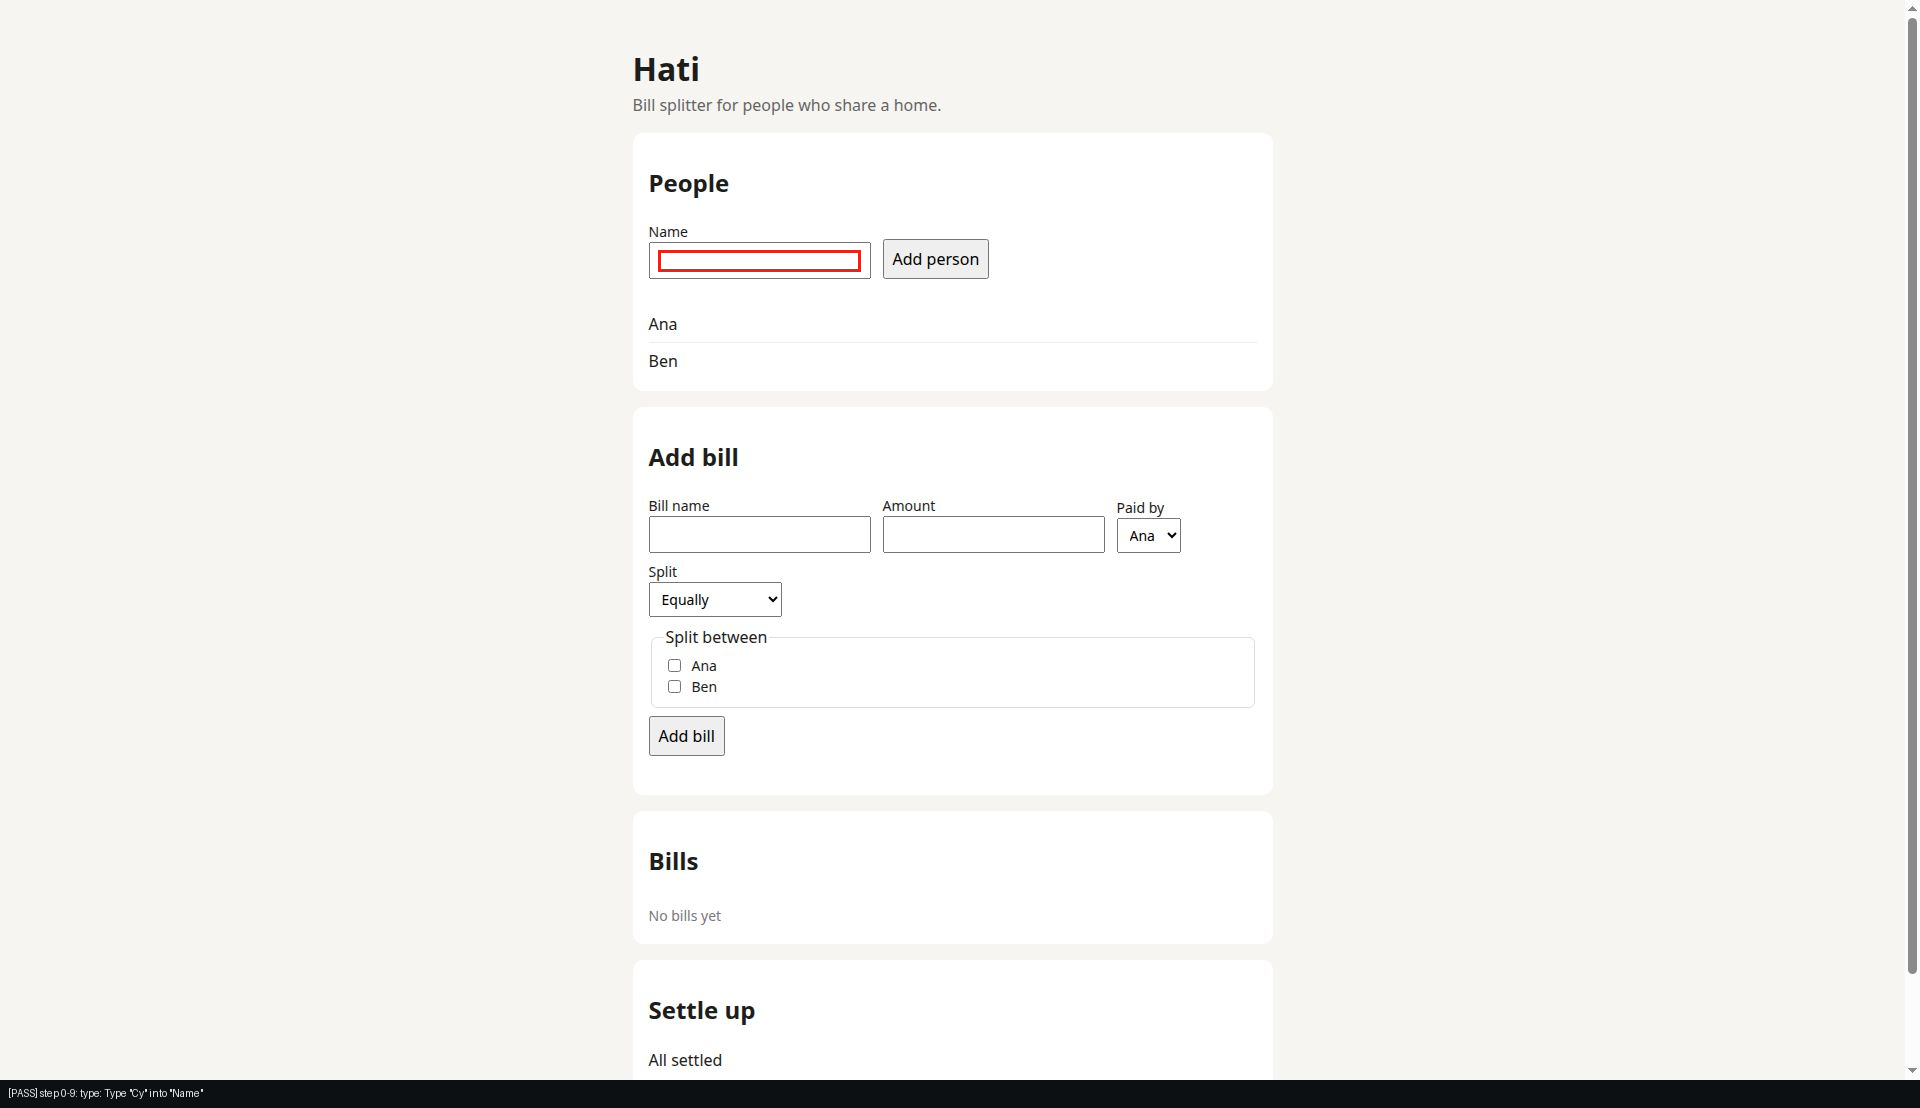 Hati
Bill splitter for people who share a home.
People
Name
Add person
Ana
Ben
Add bill
Bill name
Amount
Paid by
Ana
Split
Equally
Split between
Ana
Ben
Add bill
Bills
No bills yet
Settle up
All settled
[PASS] step 0-9: type: Type "Cy" into "Name"